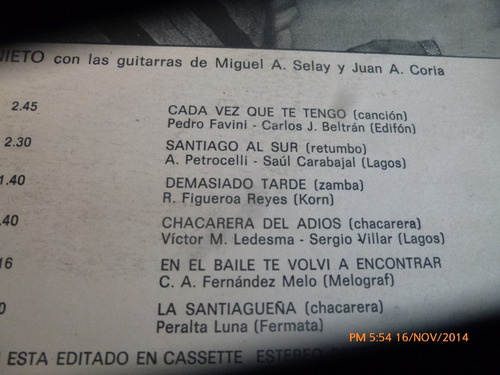 NIETO con las guitarras de Miguel A. Selay y Juan A. Coria
2.45 CADA VEZ QUE TE TENGO (canción)
Pedro Favini - Carlos J. Beltrán (Edifón)
2.30 SANTIAGO AL SUR (retumbo)
A. Petrocelli - Saúl Carabajal (Lagos)
1.40 DEMASIADO TARDE (zamba)
R. Figueroa Reyes (Korn)
.40 CHACARERA DEL ADIOS (chacarera)
Víctor M. Ledesma - Sergio Villar (Lagos)
16 EN EL BAILE TE VOLVI A ENCONTRAR
C. A. Fernández Melo (Melograf)
0 LA SANTIAGUEÑA (chacarera)
Peralta Luna (Fermata)
ESTA EDITADO EN CASSETTE ESTEREO
PM 5:54 16/NOV/2014